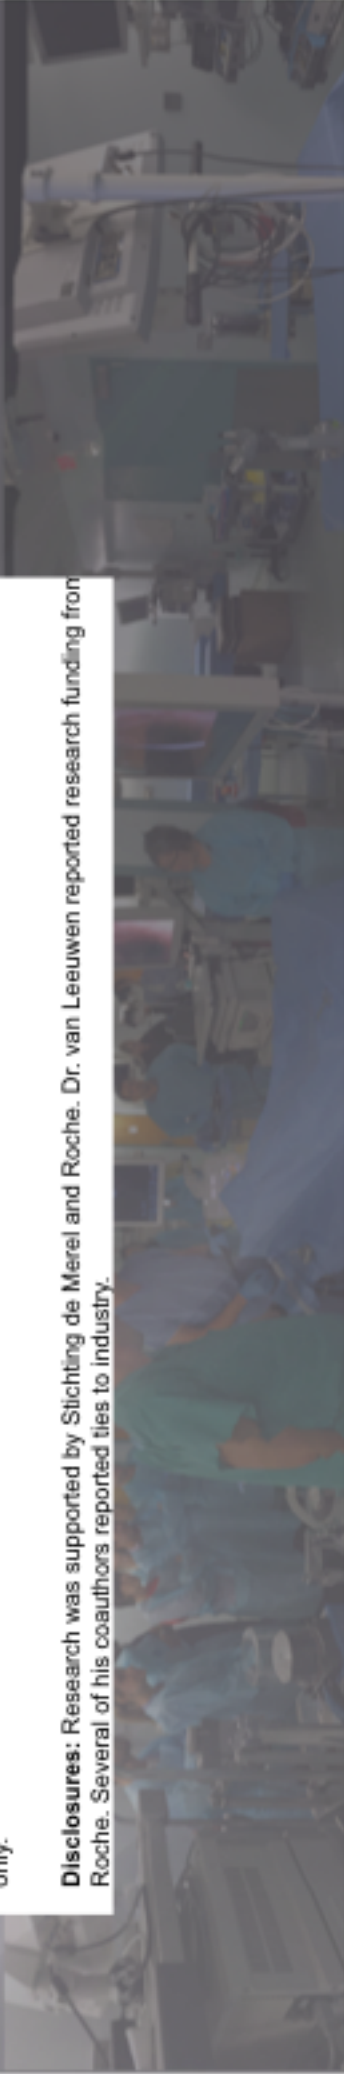 only.
Disclosures: Research was supported by Stichting de Merel and Roche. Dr. van Leeuwen reported research funding from
Roche. Several of his coauthors reported ties to industry.